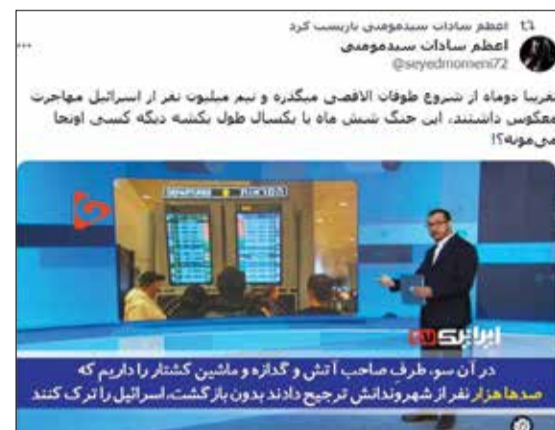 اعظم سادات سیدمومنی بازپست کرد
اعظم سادات سیدمومنی
@seyedmomeni72
تقریبا دوماه از شروع طوفان الاقصی میگذره و نیم میلیون نفر از اسرائیل مهاجرت
معکوس داشتند، این جنگ شش ماه یا یکسال طول بکشه دیگه کسی اونجا
می‌مونه؟!
DEPARTURES
ایرانیک
در آن سو، طرفِ صاحب آتش و گدازه و ماشین کشتار را داریم که
صدها هزار نفر از شهروندانش ترجیح دادند بدون بازگشت، اسرائیل را ترک کنند